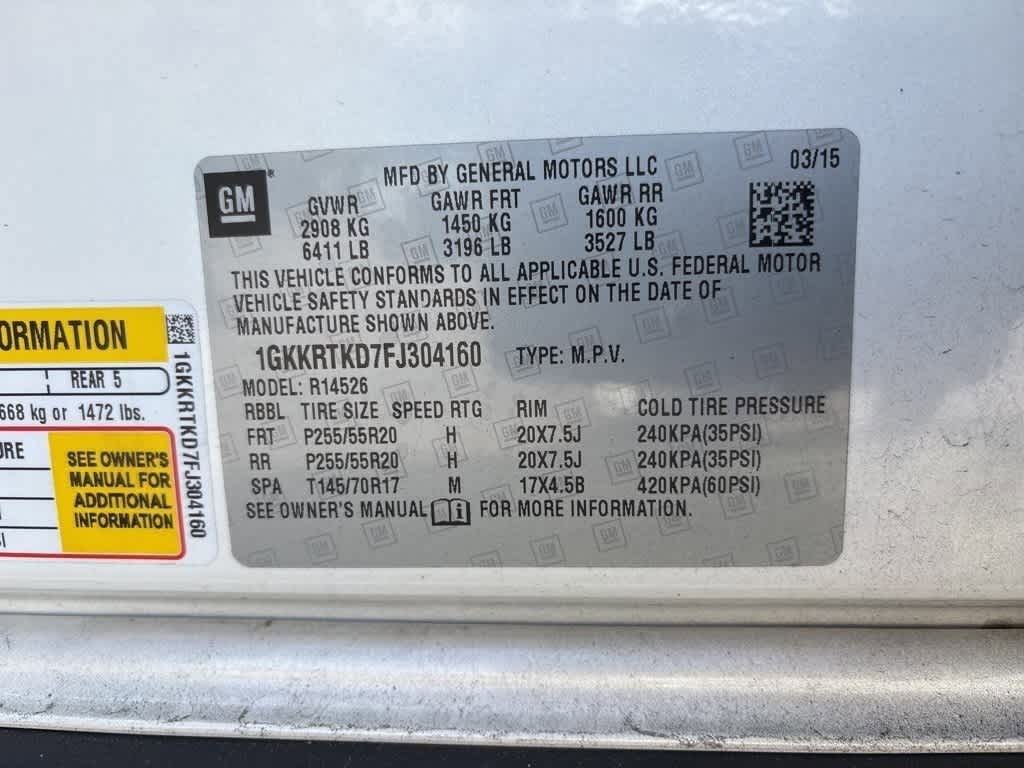 MFD BY GENERAL MOTORS LLC 03/15
GM ®
GVWR GAWR FRT GAWR RR
2908 KG 1450 KG 1600 KG
6411 LB 3196 LB 3527 LB
THIS VEHICLE CONFORMS TO ALL APPLICABLE U.S. FEDERAL MOTOR
VEHICLE SAFETY STANDARDS IN EFFECT ON THE DATE OF
MANUFACTURE SHOWN ABOVE.
1GKKRTKD7FJ304160 TYPE: M.P.V.
MODEL: R14526
RBBL TIRE SIZE SPEED RTG RIM COLD TIRE PRESSURE
FRT P255/55R20 H 20X7.5J 240KPA(35PSI)
RR P255/55R20 H 20X7.5J 240KPA(35PSI)
SPA T145/70R17 M 17X4.5B 420KPA(60PSI)
SEE OWNER'S MANUAL FOR MORE INFORMATION.
ORMATION
REAR 5
668 kg or 1472 lbs.
URE
SEE OWNER'S
MANUAL FOR
ADDITIONAL
INFORMATION
1GKKRTKD7FJ304160